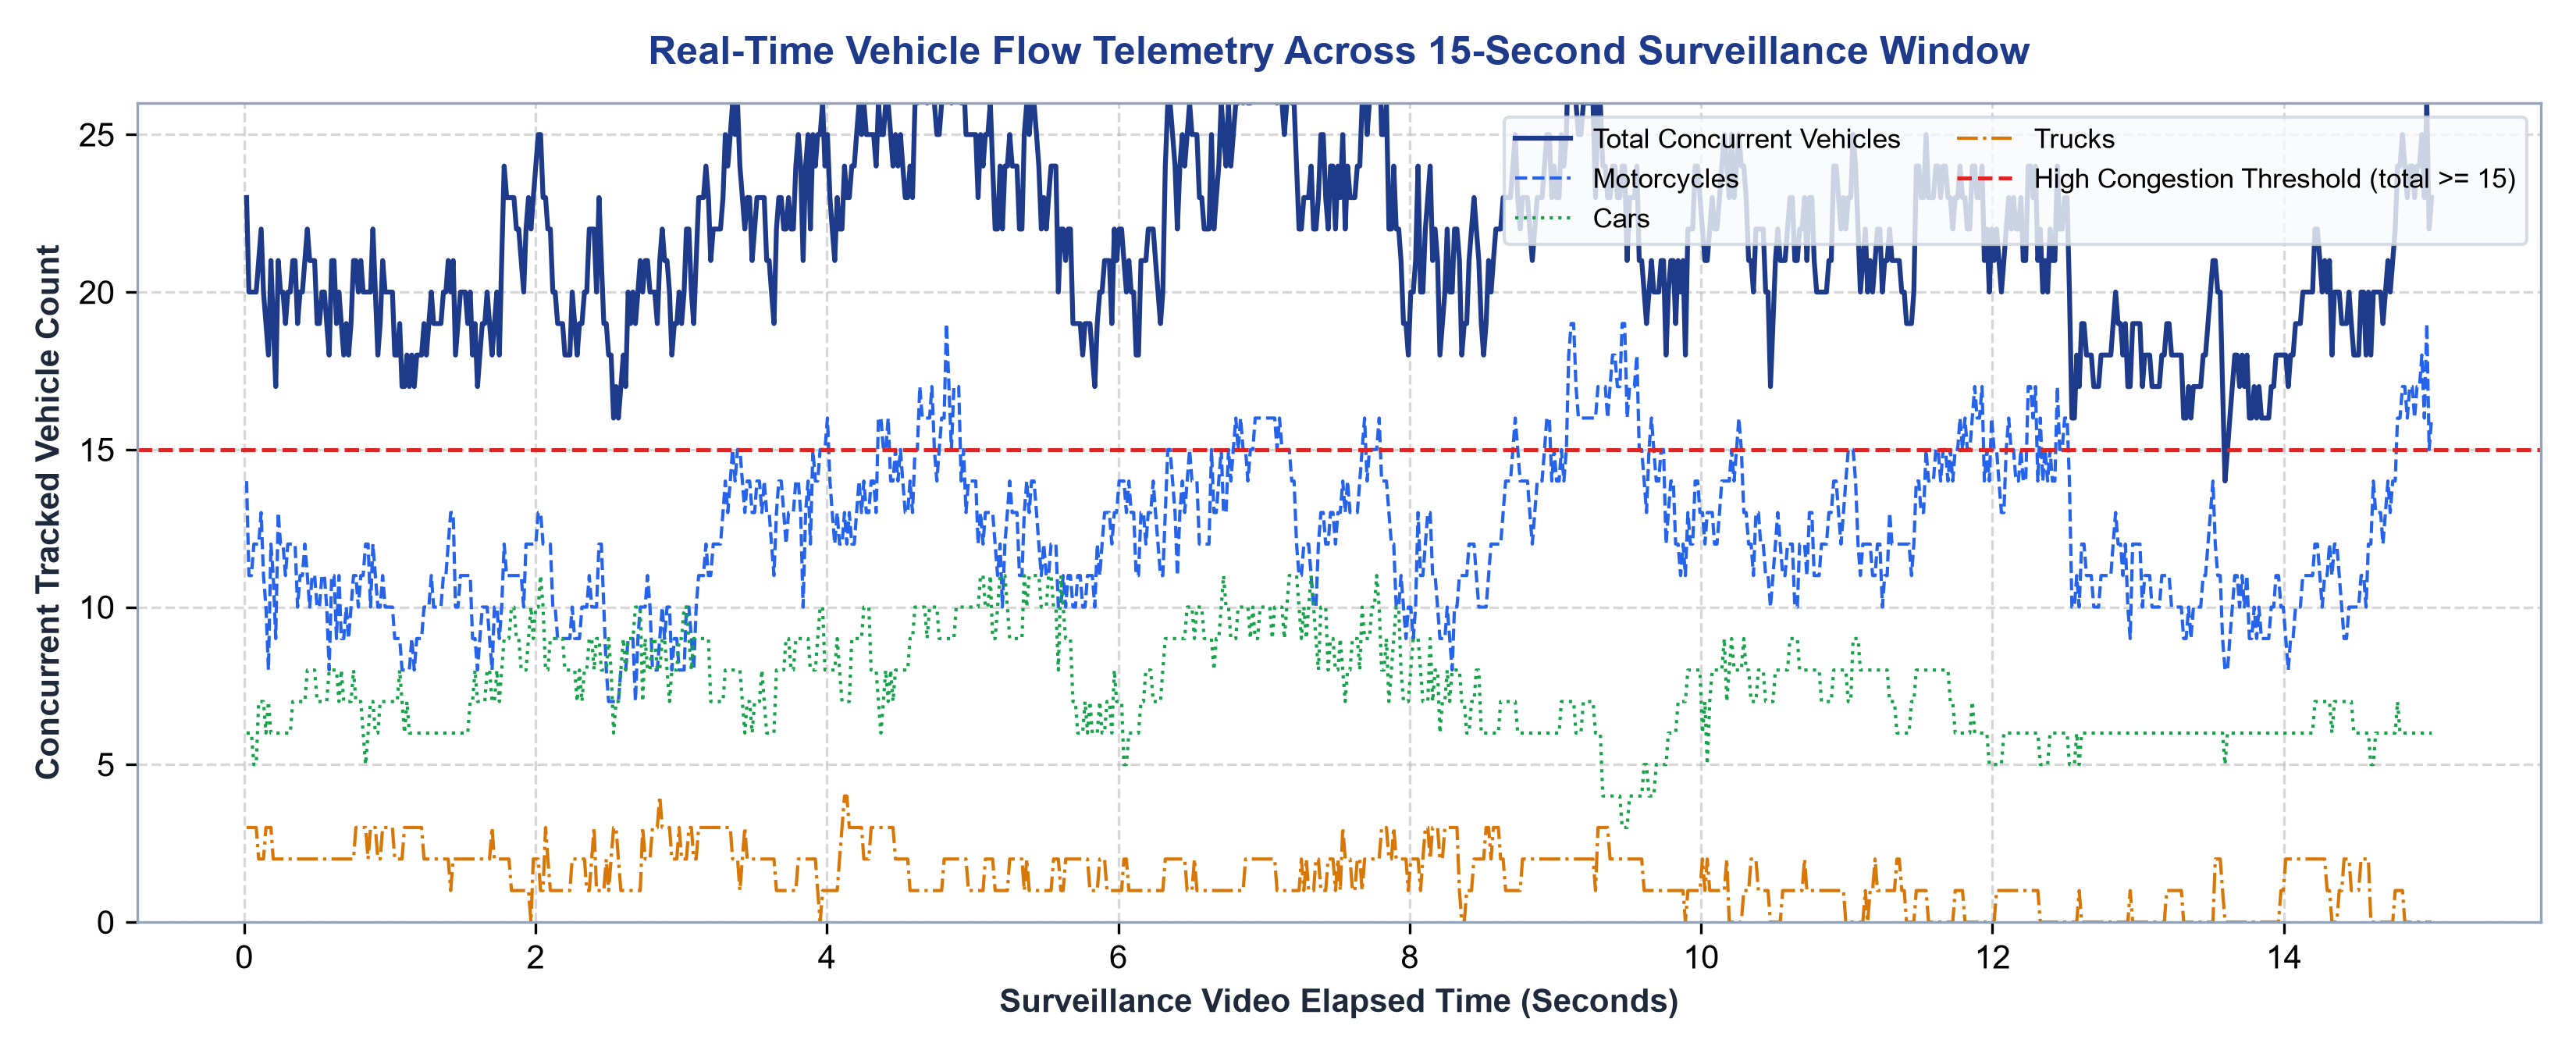 Real-Time Vehicle Flow Telemetry Across 15-Second Surveillance Window
Concurrent Tracked Vehicle Count
25
20
15
10
5
0
Total Concurrent Vehicles
Motorcycles
Cars
Trucks
High Congestion Threshold (total >= 15)
0 2 4 6 8 10 12 14
Surveillance Video Elapsed Time (Seconds)